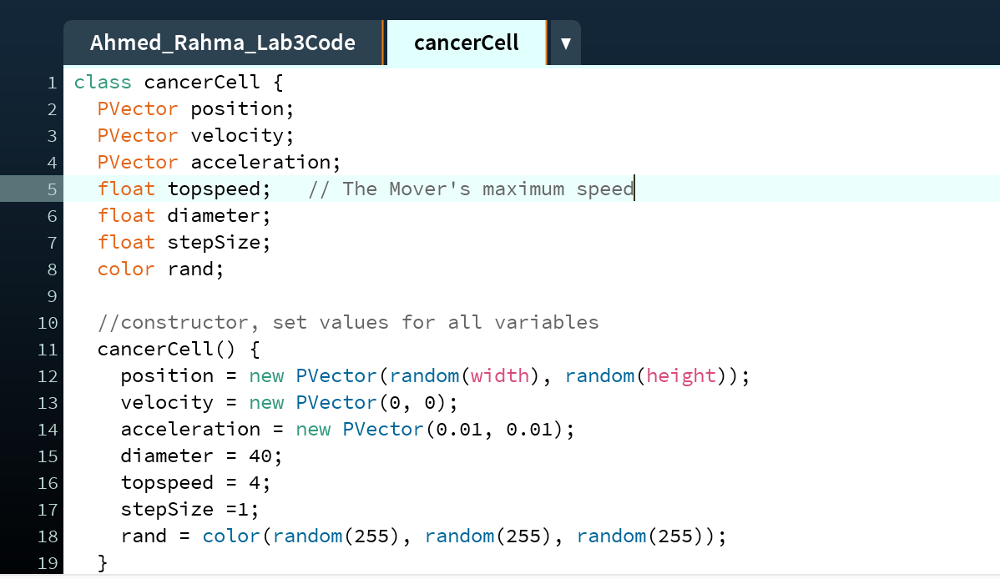 Ahmed_Rahma_Lab3Code cancerCell ▼
1 class cancerCell {
2   PVector position;
3   PVector velocity;
4   PVector acceleration;
5   float topspeed;   // The Mover's maximum speed
6   float diameter;
7   float stepSize;
8   color rand;
9
10   //constructor, set values for all variables
11   cancerCell() {
12     position = new PVector(random(width), random(height));
13     velocity = new PVector(0, 0);
14     acceleration = new PVector(0.01, 0.01);
15     diameter = 40;
16     topspeed = 4;
17     stepSize =1;
18     rand = color(random(255), random(255), random(255));
19   }